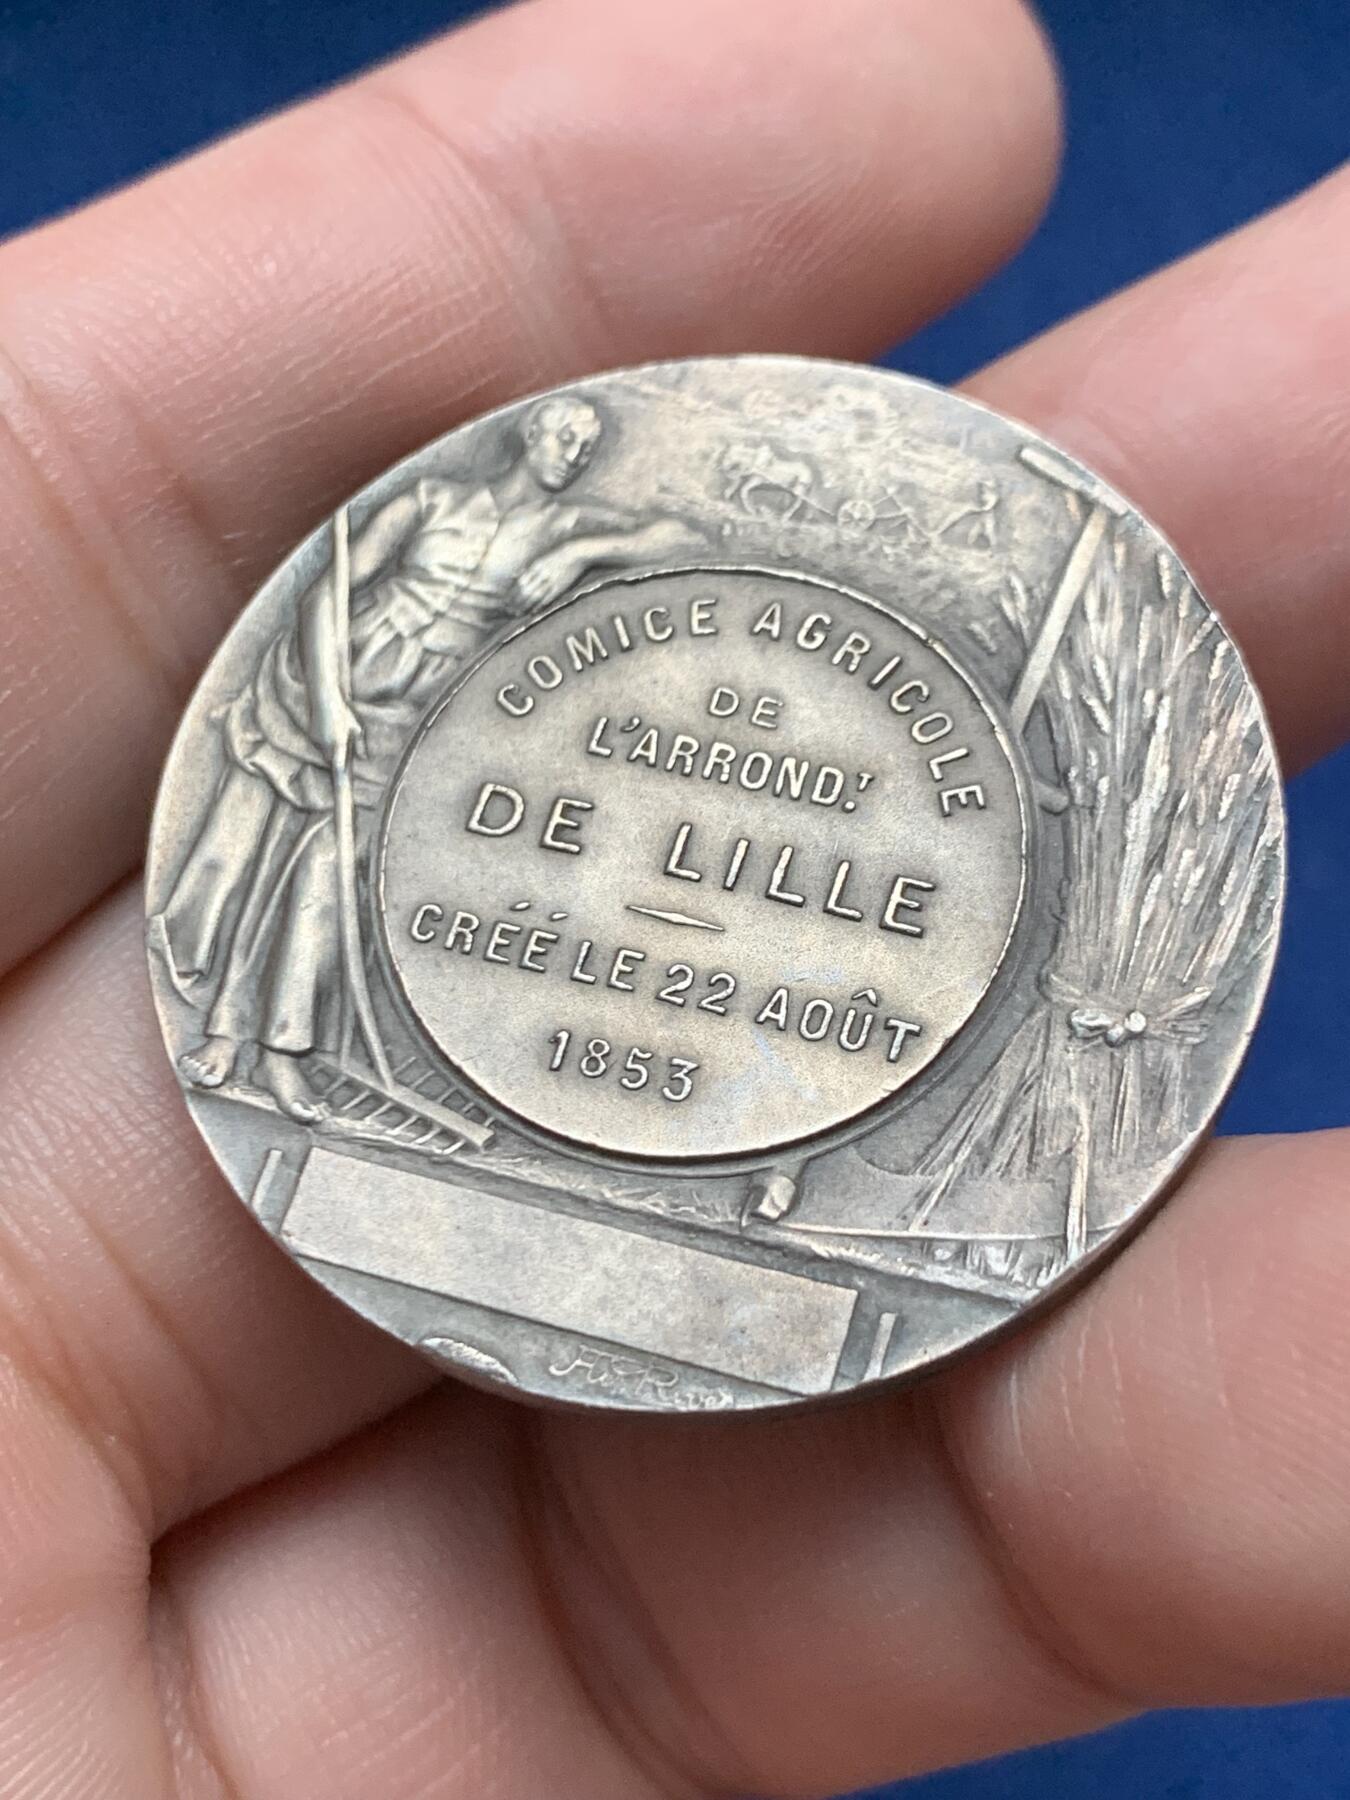 COMICE AGRICOLE
DE
L'ARROND.T
DE LILLE
CRÉÉ LE 22 AOÛT
1853